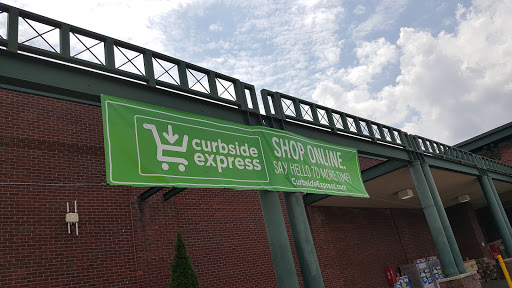 curbside
express
SHOP ONLINE.
SAY HELLO TO MORE TIME!
CurbsideExpress.com